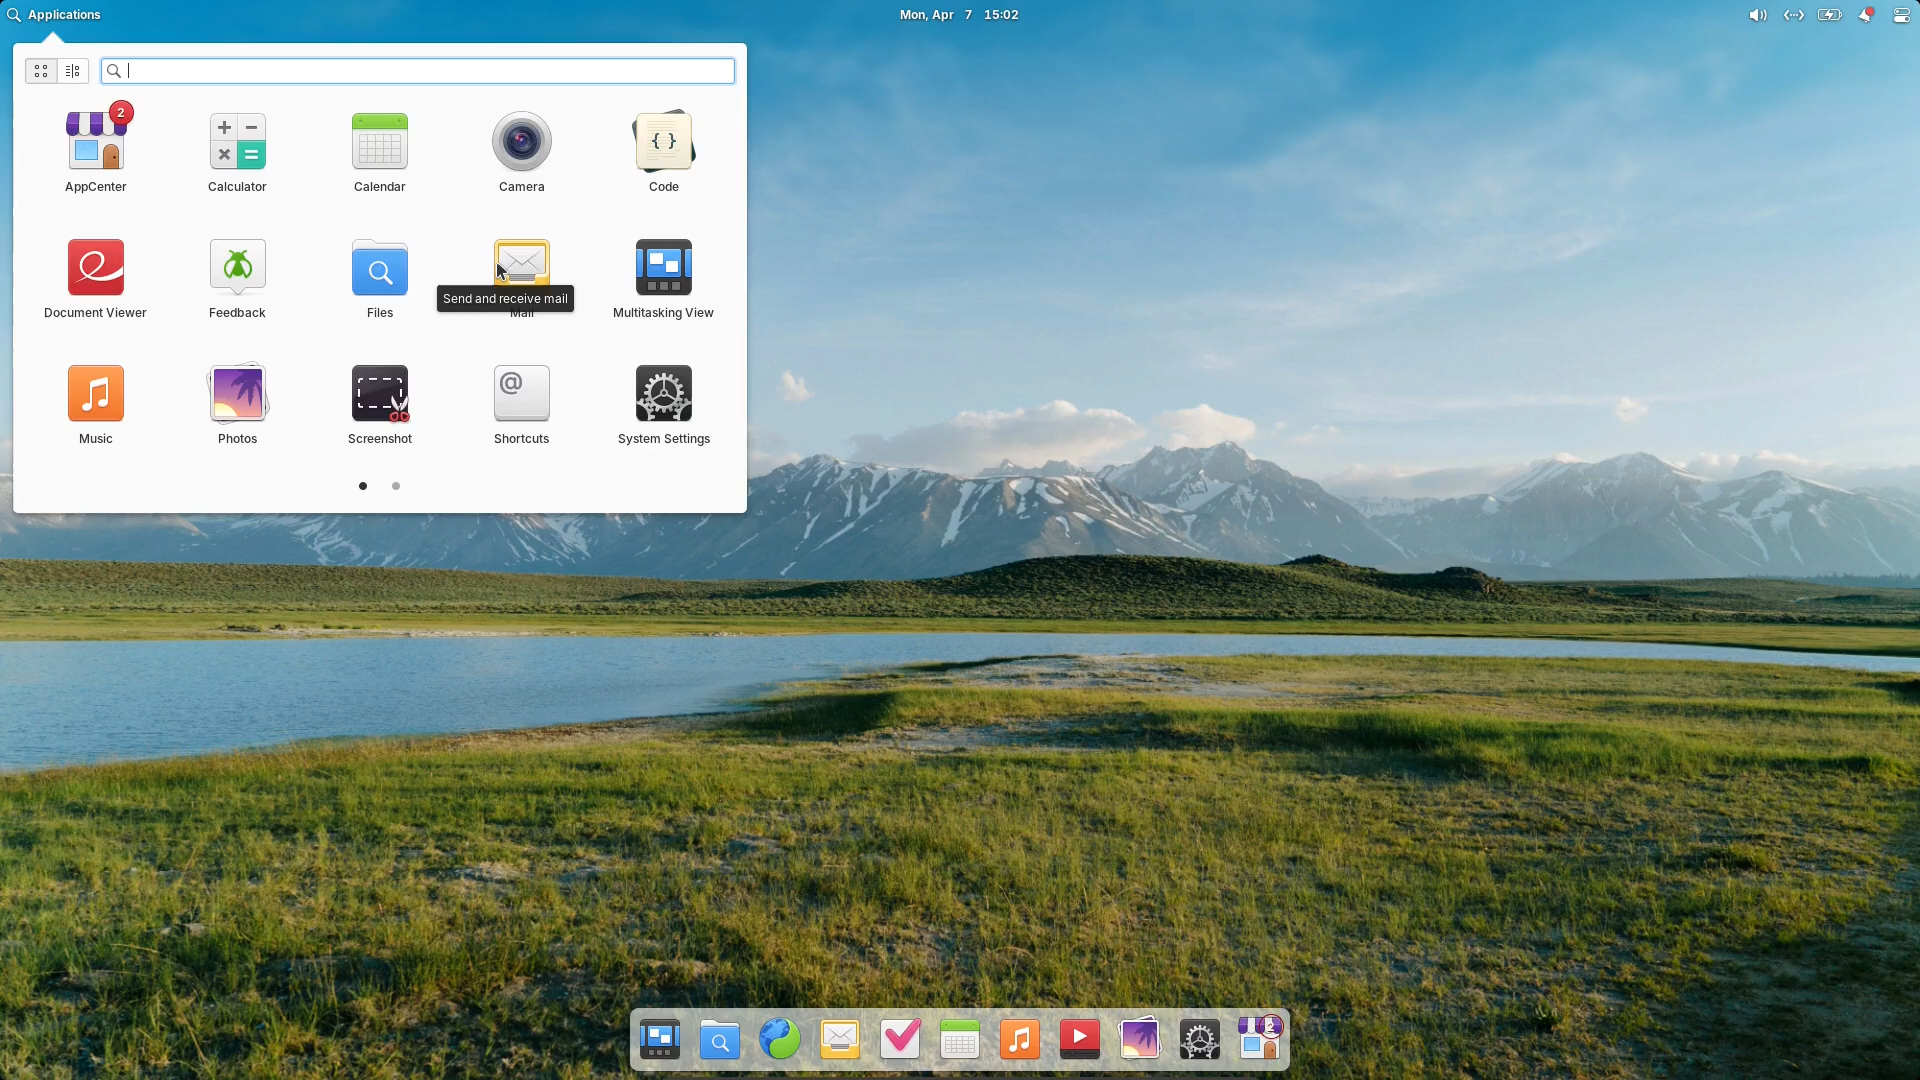 Applications
Mon, Apr 7 15:02
2
AppCenter
Calculator
Calendar
Camera
Code
Document Viewer
Feedback
Files
Send and receive mail
Mail
Multitasking View
Music
Photos
Screenshot
Shortcuts
System Settings
2